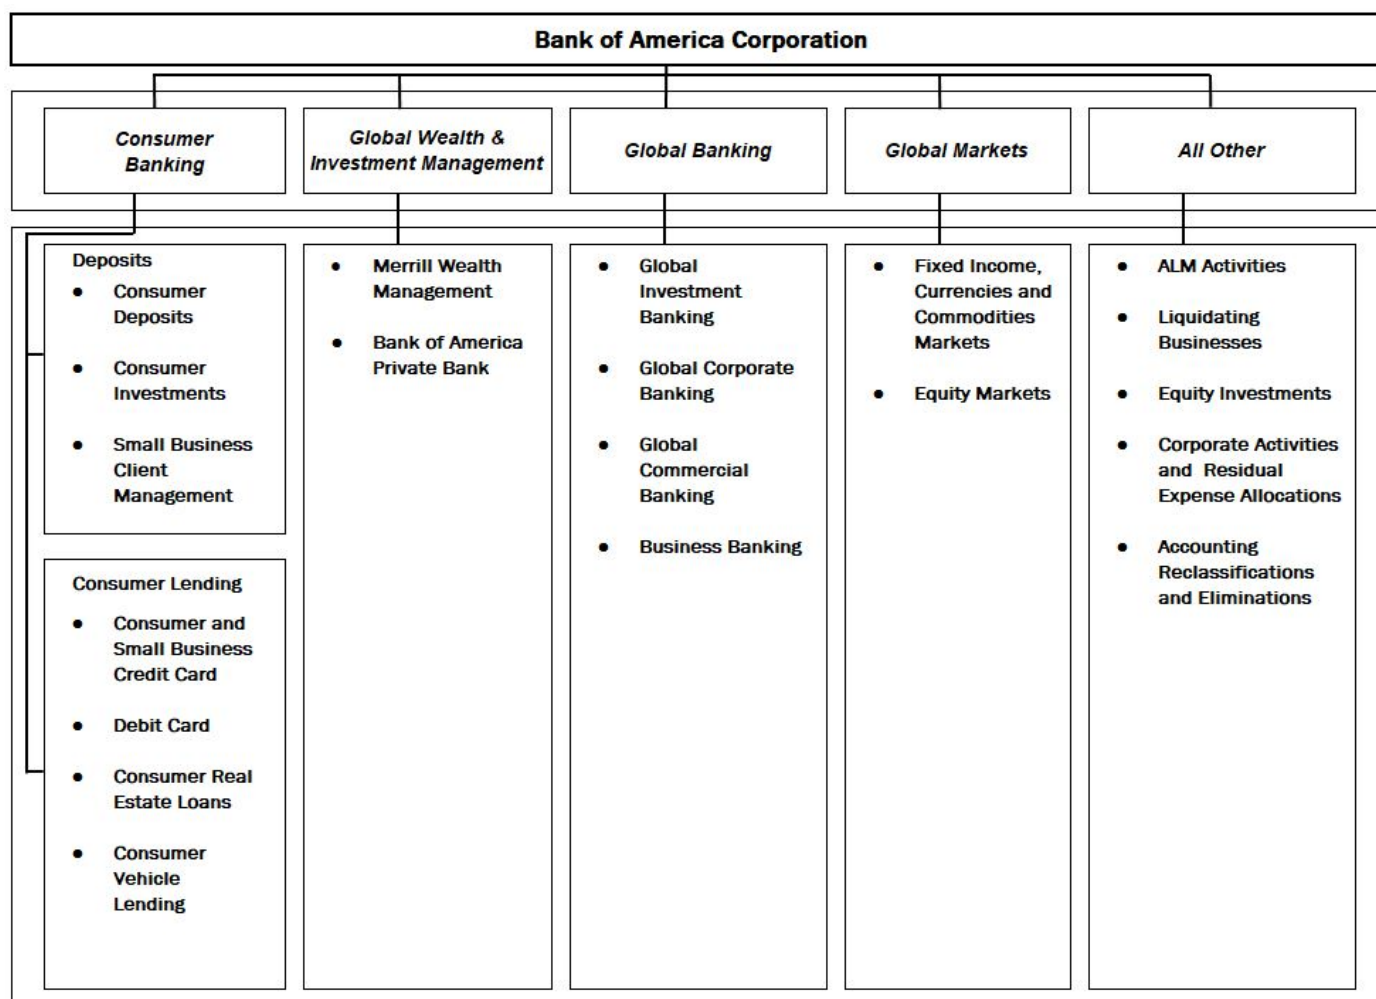 Bank of America Corporation
Consumer
Banking
Global Wealth &
Investment Management
Global Banking
Global Markets
All Other
Deposits
● Consumer
Deposits
● Consumer
Investments
● Small Business
Client
Management
Consumer Lending
● Consumer and
Small Business
Credit Card
● Debit Card
● Consumer Real
Estate Loans
● Consumer
Vehicle
Lending
● Merrill Wealth
Management
● Bank of America
Private Bank
● Global
Investment
Banking
● Global Corporate
Banking
● Global
Commercial
Banking
● Business Banking
● Fixed Income,
Currencies and
Commodities
Markets
● Equity Markets
● ALM Activities
● Liquidating
Businesses
● Equity Investments
● Corporate Activities
and Residual
Expense Allocations
● Accounting
Reclassifications
and Eliminations